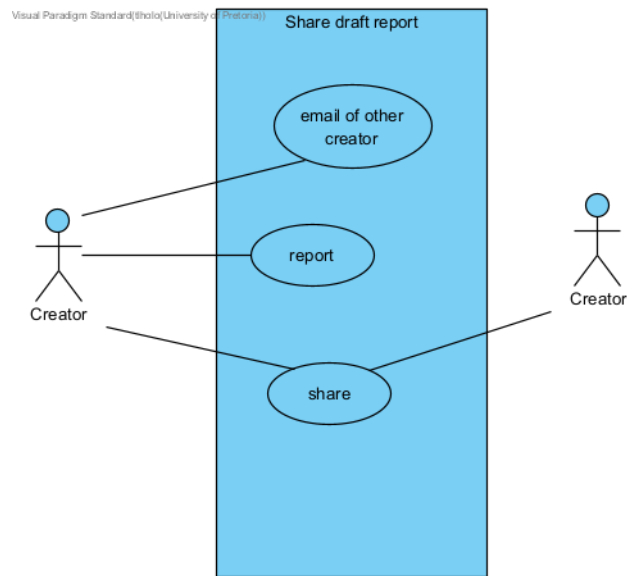 Visual Paradigm Standard(tlholo(University of Pretoria))
Share draft report
email of other
creator
report
Creator
Creator
share